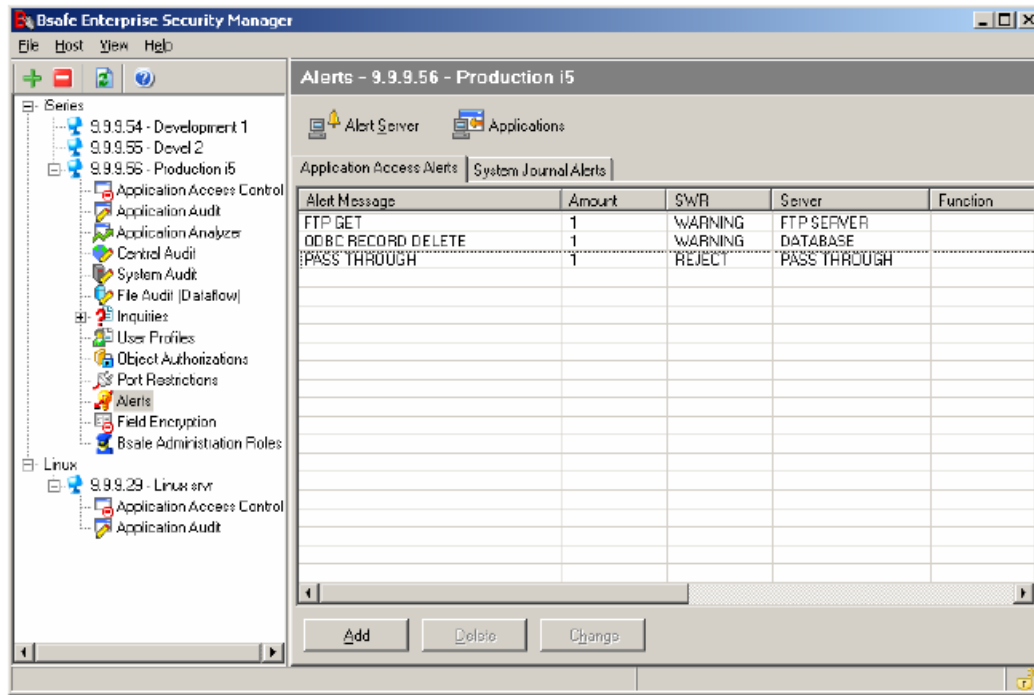 Bsafe Enterprise Security Manager
File Host View Help
Alerts - 9.9.9.56 - Production i5
Alert Server Applications
Application Access Alerts System Journal Alerts
iSeries
9.9.9.54 - Development 1
9.9.9.55 - Devel 2
9.9.9.56 - Production i5
Application Access Control
Application Audit
Application Analyzer
Central Audit
System Audit
File Audit (Dataflow)
Inquiries
User Profiles
Object Authorizations
Port Restrictions
Alerts
Field Encryption
Bsafe Administration Roles
Linux
9.9.9.29 - Linux srvr
Application Access Control
Application Audit
Alert Message Amount SWR Server Function
FTP GET 1 WARNING FTP SERVER
ODBC RECORD DELETE 1 WARNING DATABASE
PASS THROUGH 1 REJECT PASS THROUGH
Add Delete Change